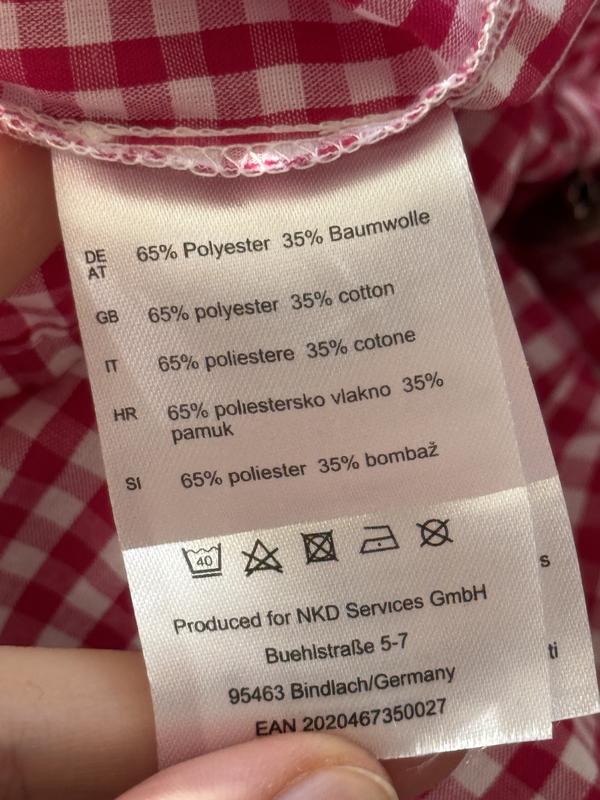 DE AT 65% Polyester 35% Baumwolle
GB 65% polyester 35% cotton
IT 65% poliestere 35% cotone
HR 65% poliestersko vlakno 35%
pamuk
SI 65% poliester 35% bombaž
40
s
Produced for NKD Services GmbH
Buehlstraße 5-7
ti
95463 Bindlach/Germany
EAN 2020467350027